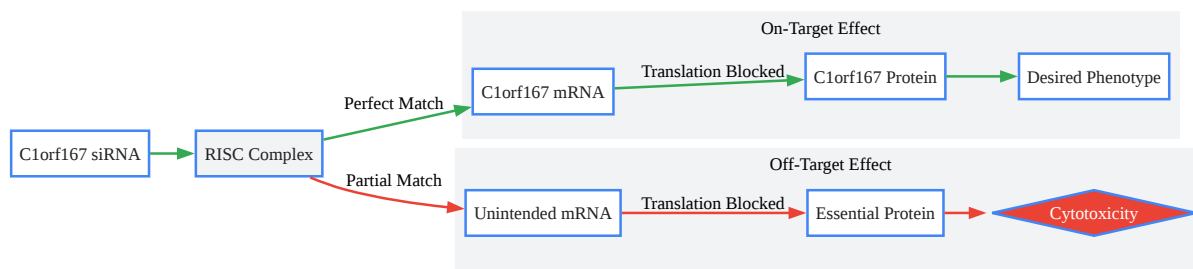 On-Target Effect
C1orf167 siRNA
RISC Complex
Perfect Match
C1orf167 mRNA
Translation Blocked
C1orf167 Protein
Desired Phenotype
Off-Target Effect
Partial Match
Unintended mRNA
Translation Blocked
Essential Protein
Cytotoxicity